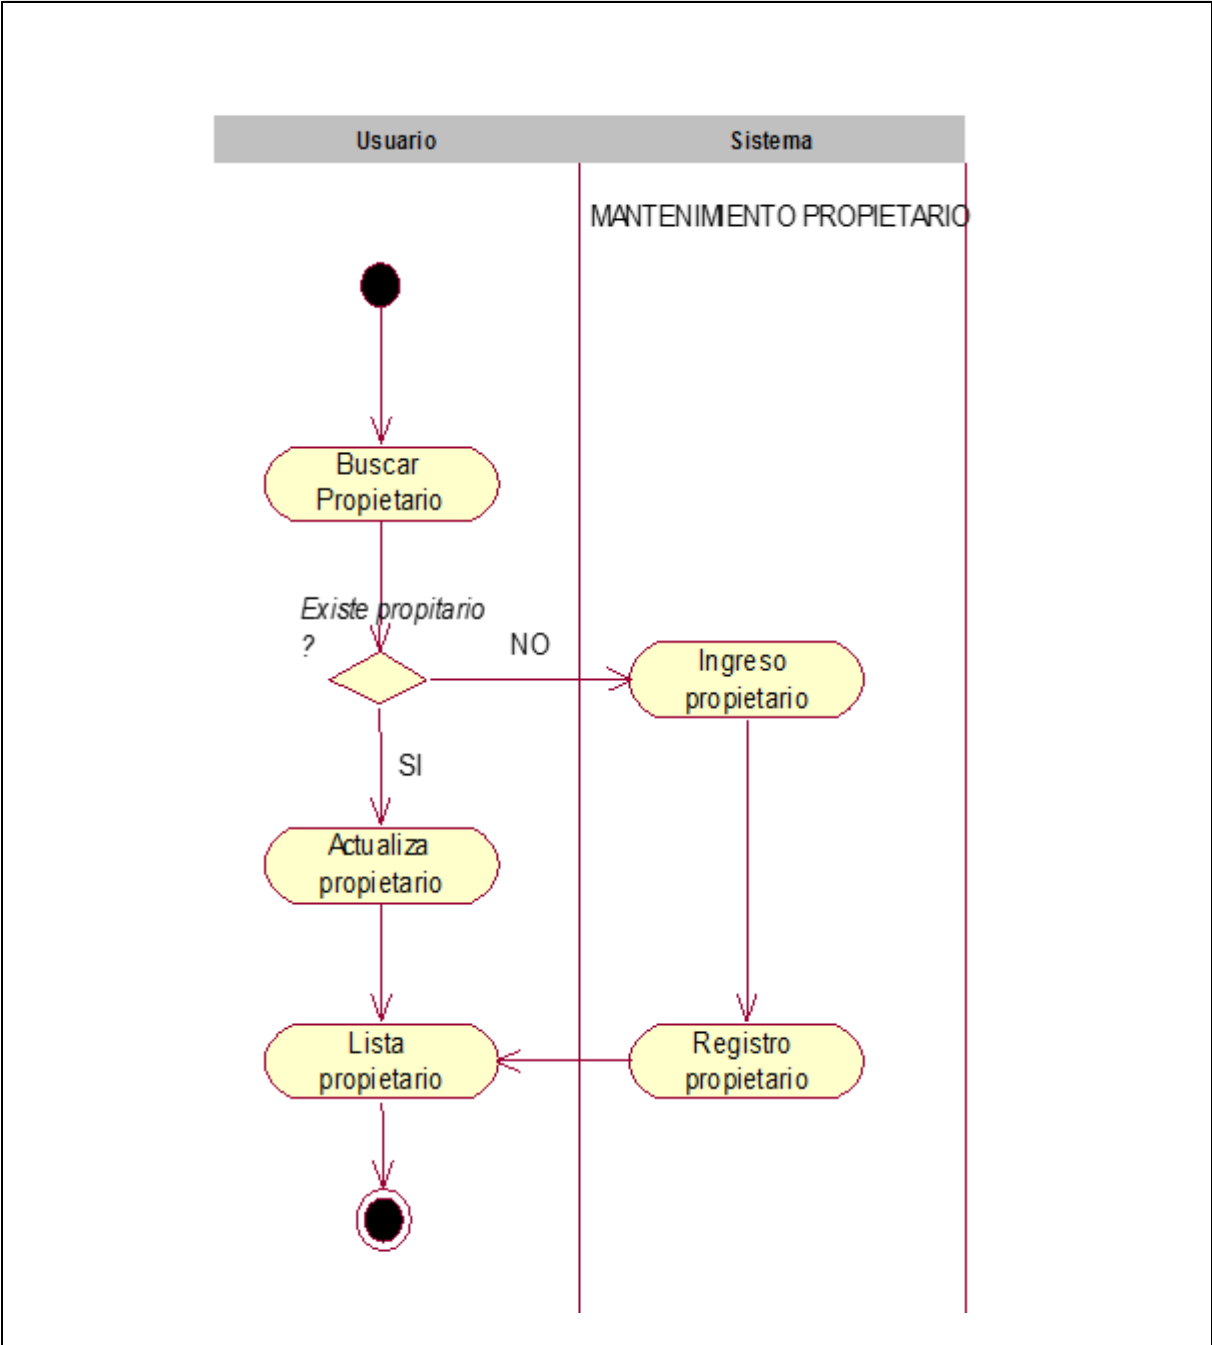 Usuario
Sistema
MANTENIMIENTO PROPIETARIO
Buscar
Propietario
Existe propitario
?
NO
Ingreso
propietario
SI
Actualiza
propietario
Lista
propietario
Registro
propietario